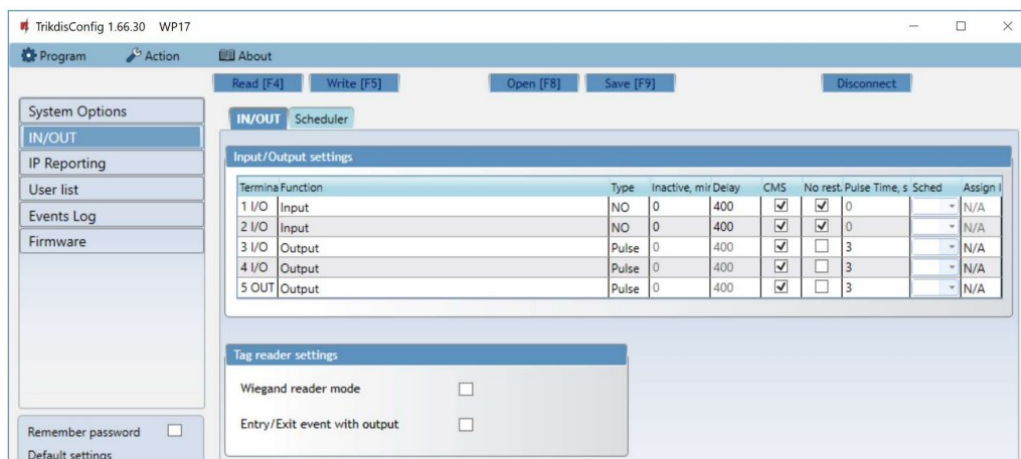 TrikdisConfig 1.66.30 WP17
Program Action About
Read [F4] Write [F5] Open [F8] Save [F9] Disconnect
System Options
IN/OUT
IP Reporting
User list
Events Log
Firmware
IN/OUT Scheduler
Input/Output settings
Termina Function Type Inactive, mir Delay CMS No rest. Pulse Time, s Sched Assign I
1 I/O Input NO 0 400 0 N/A
2 I/O Input NO 0 400 0 N/A
3 I/O Output Pulse 0 400 3 N/A
4 I/O Output Pulse 0 400 3 N/A
5 OUT Output Pulse 0 400 3 N/A
Tag reader settings
Wiegand reader mode
Entry/Exit event with output
Remember password
Default settings